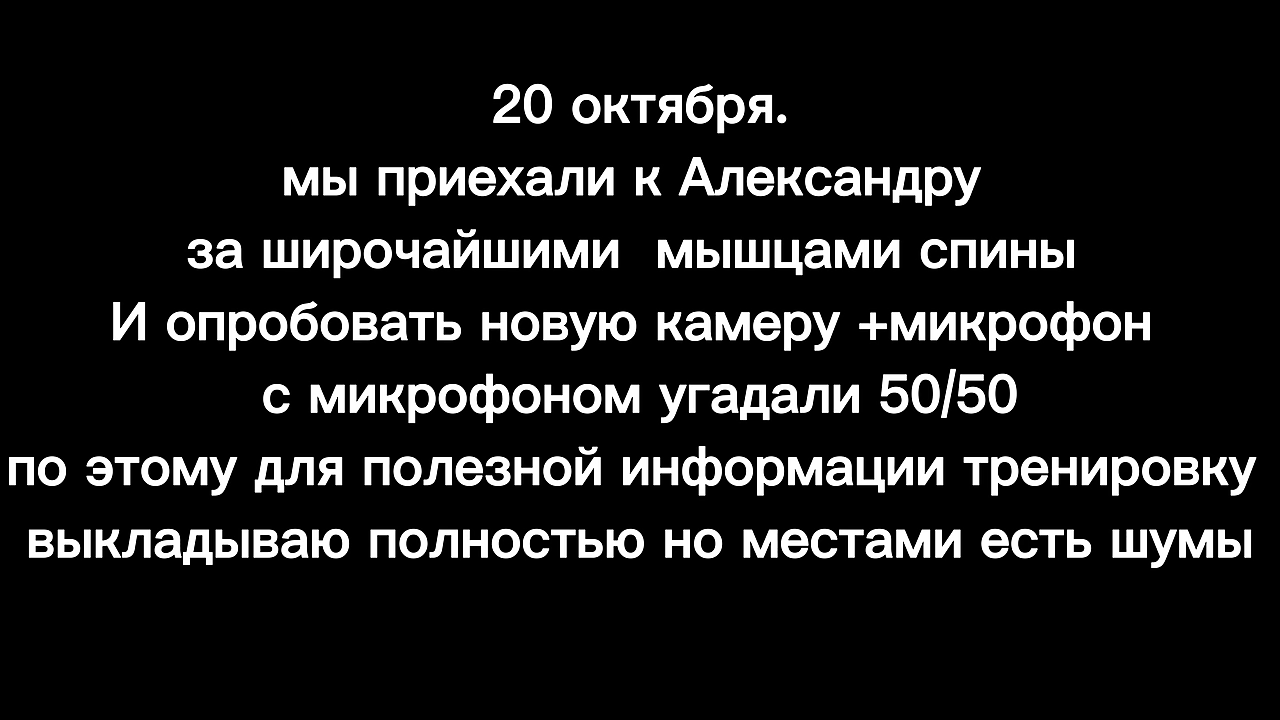 20 октября.
мы приехали к Александру
за широчайшими мышцами спины
И опробовать новую камеру +микрофон
с микрофоном угадали 50/50
по этому для полезной информации тренировку
выкладываю полностью но местами есть шумы